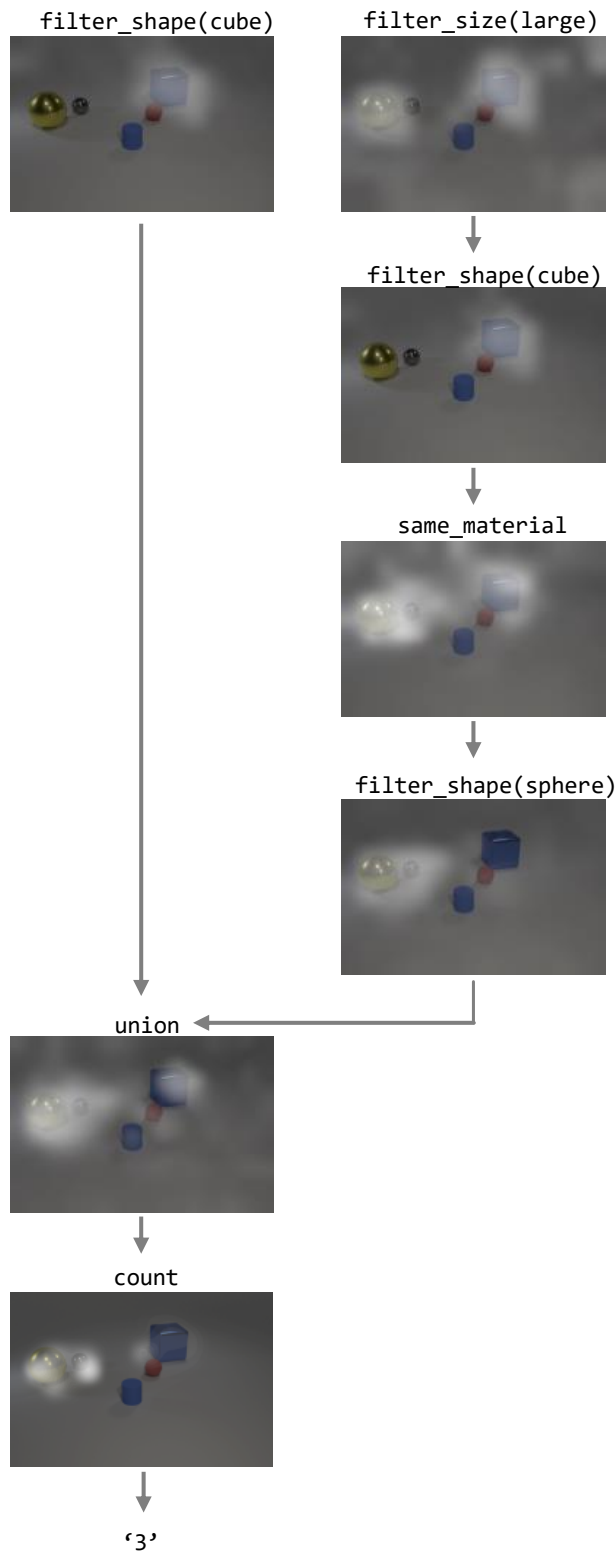 filter_shape(cube)
filter_size(large)
filter_shape(cube)
same_material
filter_shape(sphere)
union
count
‘3’